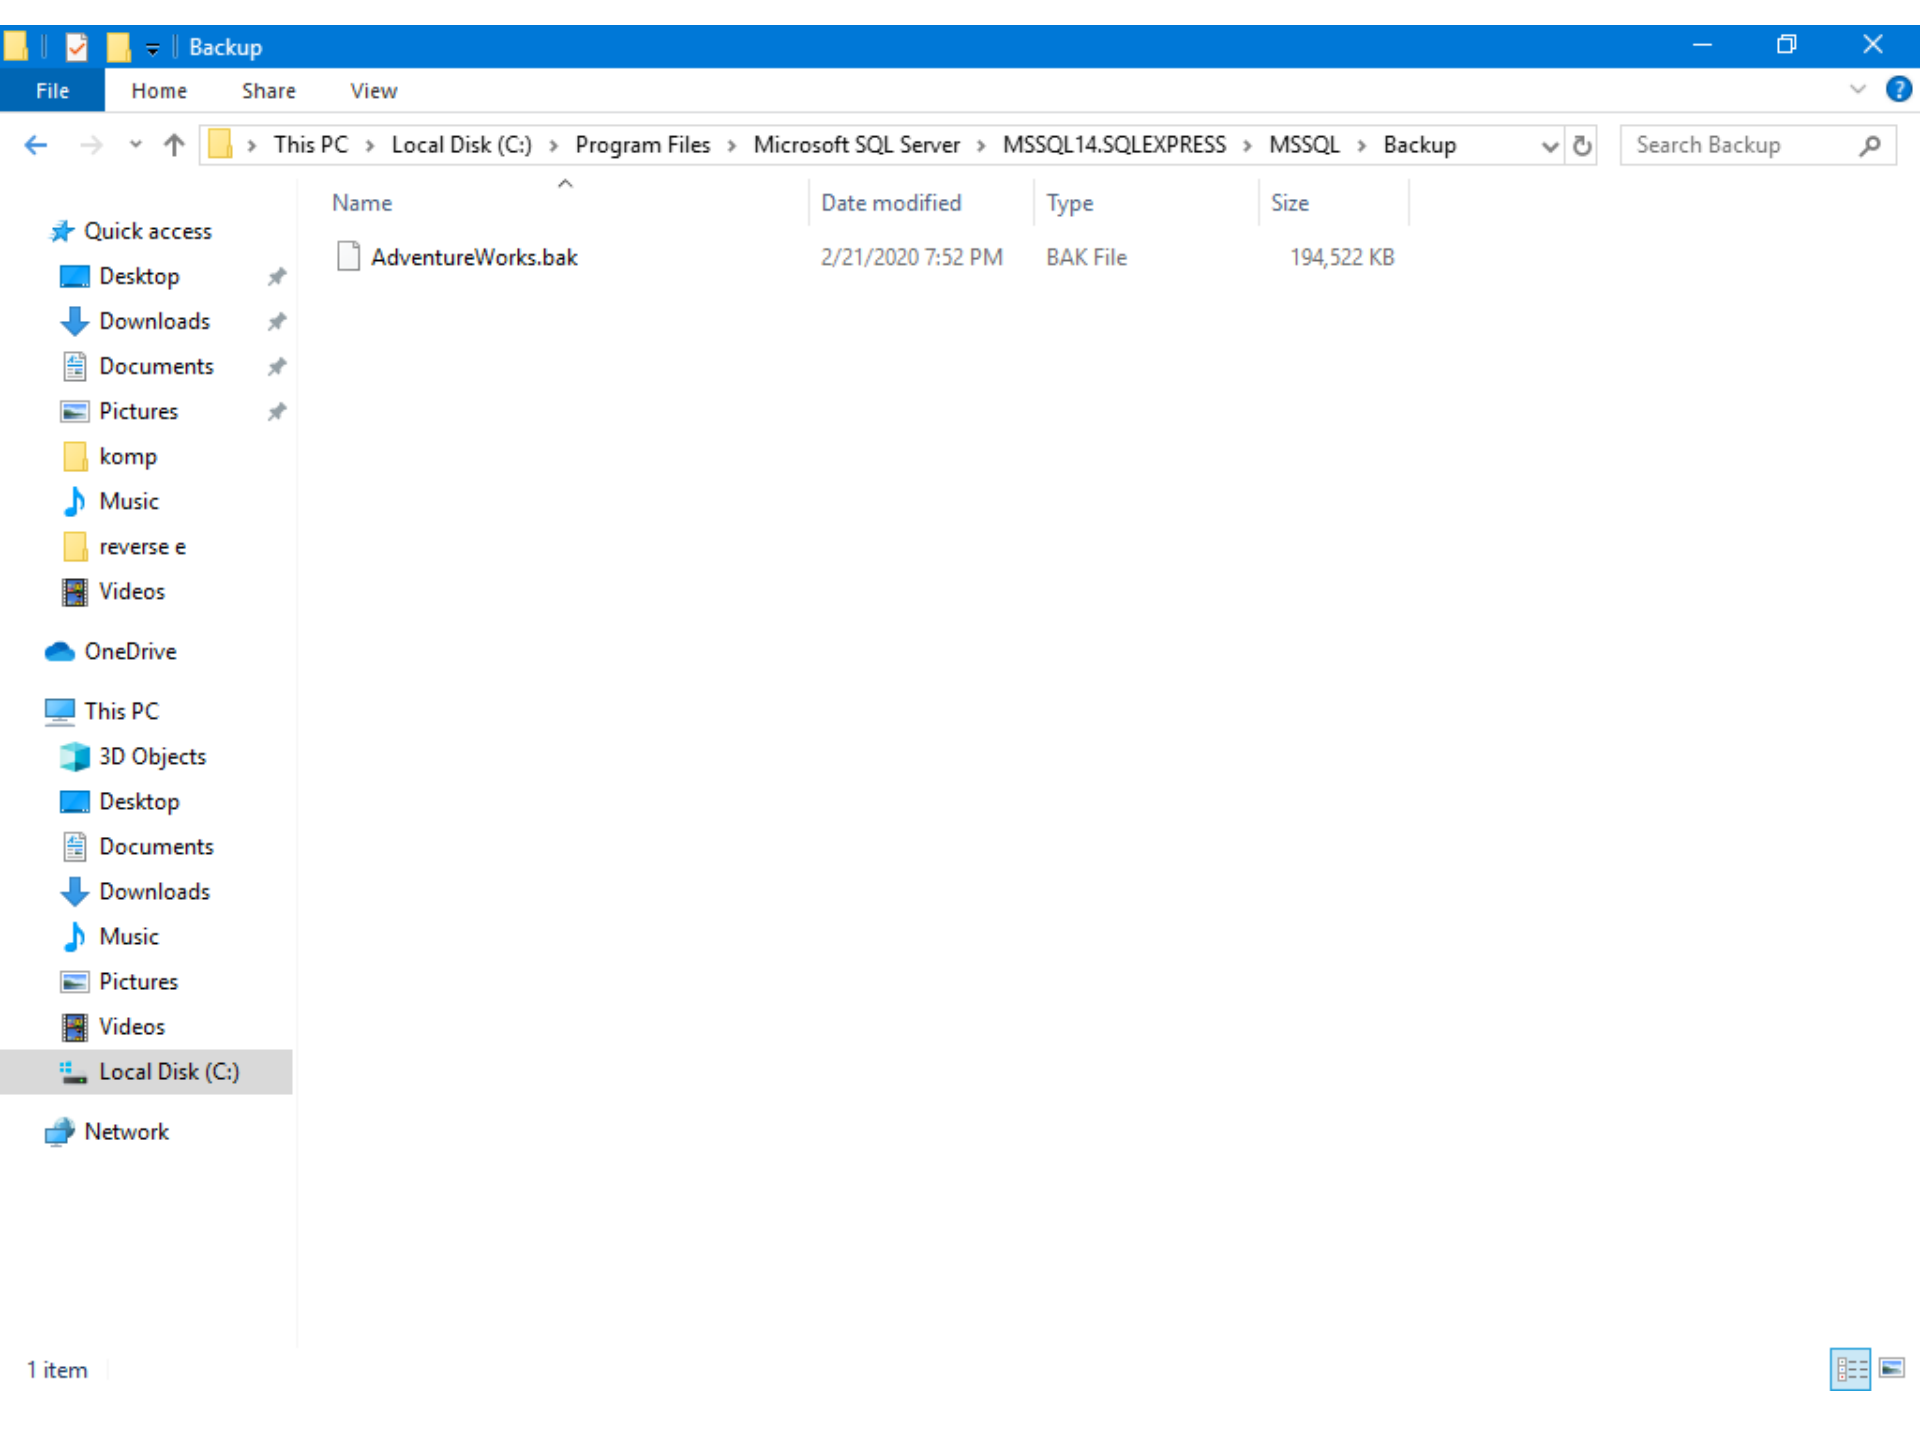 Backup
File Home Share View
This PC > Local Disk (C:) > Program Files > Microsoft SQL Server > MSSQL14.SQLEXPRESS > MSSQL > Backup
Search Backup
Name Date modified Type Size
AdventureWorks.bak 2/21/2020 7:52 PM BAK File 194,522 KB
Quick access
Desktop
Downloads
Documents
Pictures
komp
Music
reverse e
Videos
OneDrive
This PC
3D Objects
Desktop
Documents
Downloads
Music
Pictures
Videos
Local Disk (C:)
Network
1 item